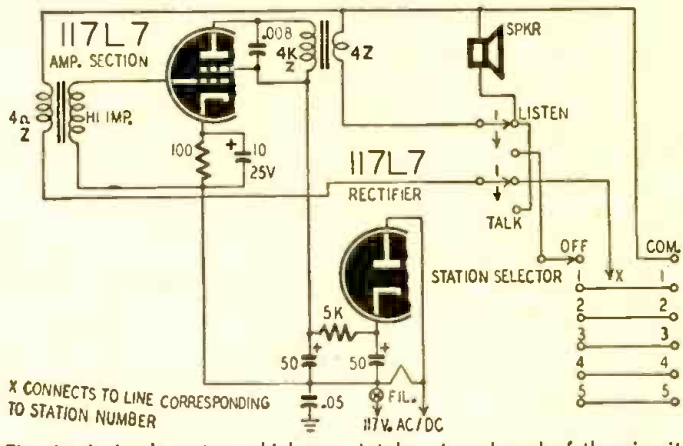 117L7
AMP. SECTION
.008
4K
Z
4Z
SPKR
4Ω
Z
HI IMP.
100
+
10
25V
117L7
RECTIFIER
LISTEN
TALK
OFF
COM.
STATION SELECTOR
X
1 1
2 2
3 3
4 4
5 5
5K
+
50
+
50
.05
FIL.
117V. AC/DC
X CONNECTS TO LINE CORRESPONDING
TO STATION NUMBER